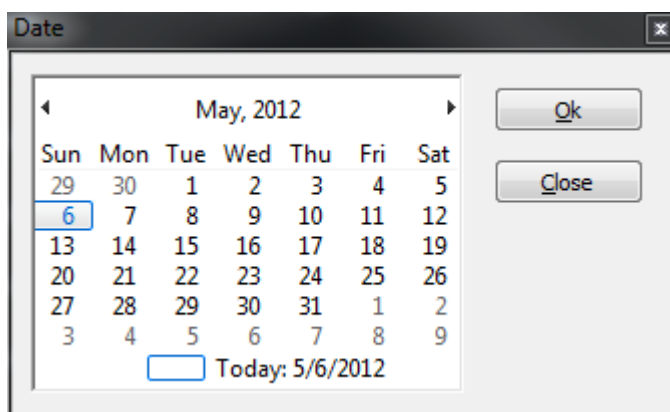 Date
May, 2012
Sun Mon Tue Wed Thu Fri Sat
29 30 1 2 3 4 5
6 7 8 9 10 11 12
13 14 15 16 17 18 19
20 21 22 23 24 25 26
27 28 29 30 31 1 2
3 4 5 6 7 8 9
Today: 5/6/2012
Ok
Close